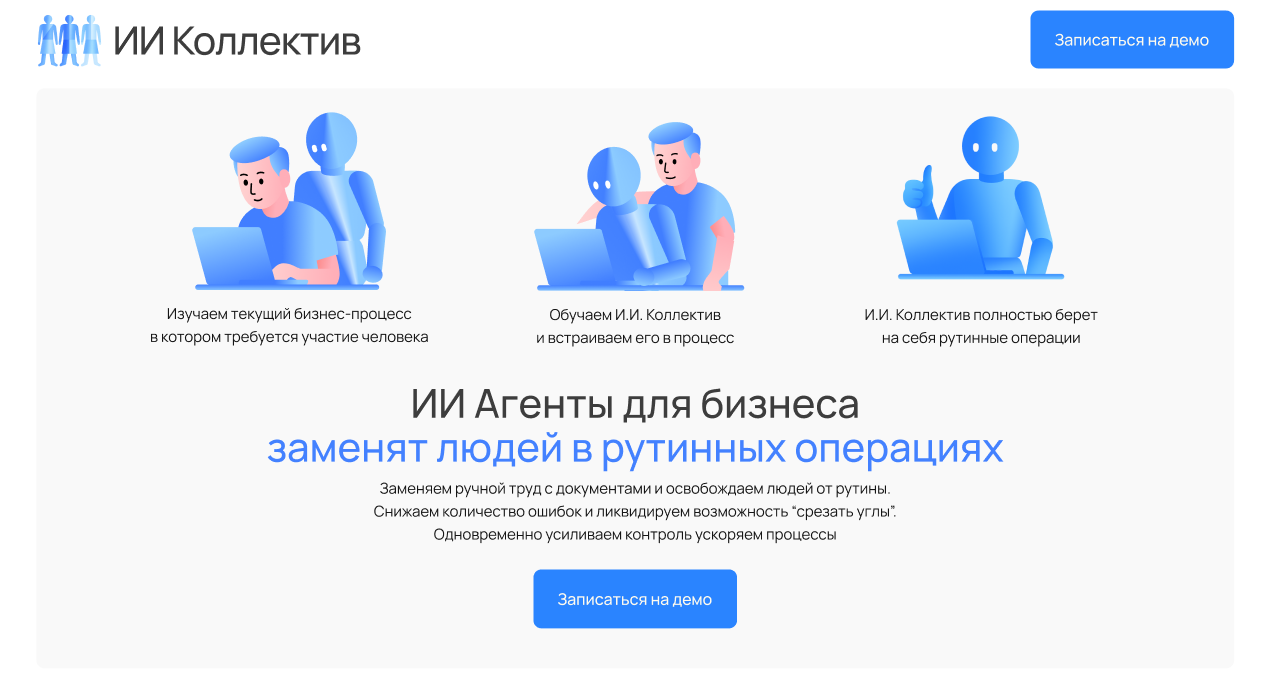 ИИ Коллектив
Записаться на демо
Изучаем текущий бизнес-процесс
в котором требуется участие человека
Обучаем И.И. Коллектив
и встраиваем его в процесс
И.И. Коллектив полностью берет
на себя рутинные операции
ИИ Агенты для бизнеса
заменят людей в рутинных операциях
Заменяем ручной труд с документами и освобождаем людей от рутины.
Снижаем количество ошибок и ликвидируем возможность “срезать углы”.
Одновременно усиливаем контроль ускоряем процессы
Записаться на демо